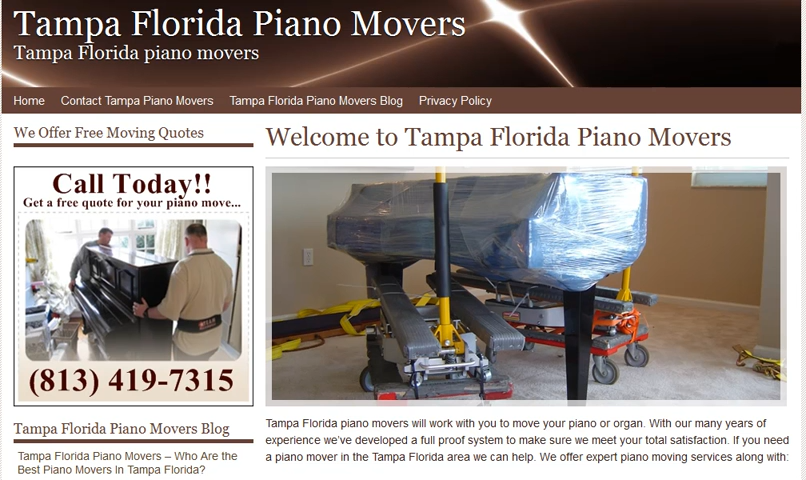 Tampa Florida Piano Movers
Tampa Florida piano movers
Home Contact Tampa Piano Movers Tampa Florida Piano Movers Blog Privacy Policy
We Offer Free Moving Quotes
Call Today!!
Get a free quote for your piano move...
(813) 419-7315
Tampa Florida Piano Movers Blog
Tampa Florida Piano Movers – Who Are the
Best Piano Movers In Tampa Florida?
Welcome to Tampa Florida Piano Movers
Tampa Florida piano movers will work with you to move your piano or organ. With our many years of
experience we've developed a full proof system to make sure we meet your total satisfaction. If you need
a piano mover in the Tampa Florida area we can help. We offer expert piano moving services along with: